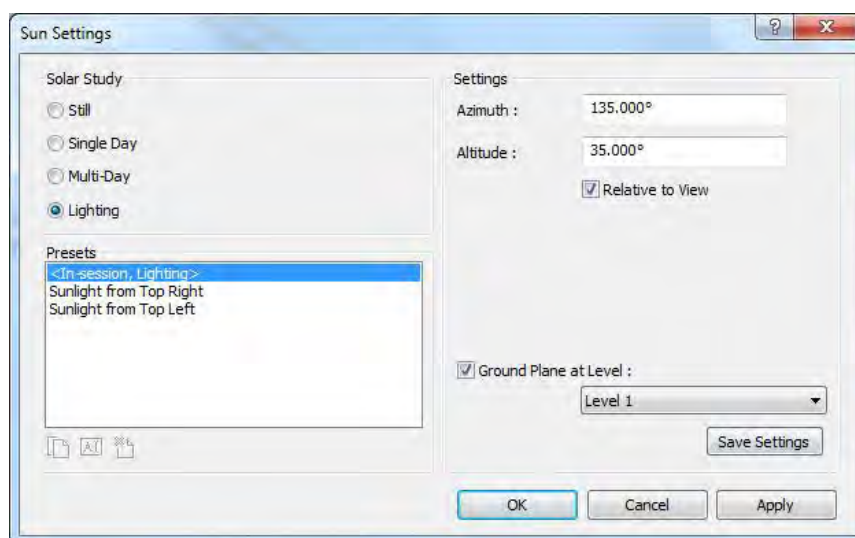 Sun Settings
Solar Study
Still
Single Day
Multi-Day
Lighting
Presets
<In-session, Lighting>
Sunlight from Top Right
Sunlight from Top Left
Settings
Azimuth : 135.000°
Altitude : 35.000°
Relative to View
Ground Plane at Level :
Level 1
Save Settings
OK Cancel Apply